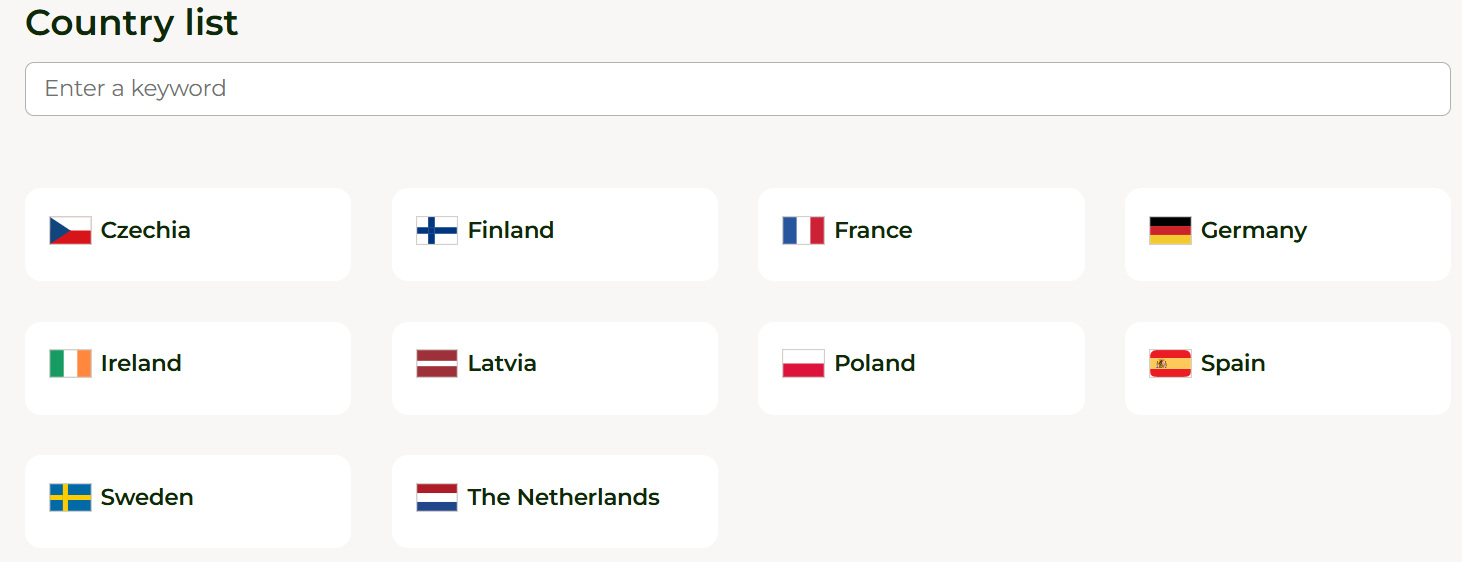 Country list
Enter a keyword
Czechia
Finland
France
Germany
Ireland
Latvia
Poland
Spain
Sweden
The Netherlands